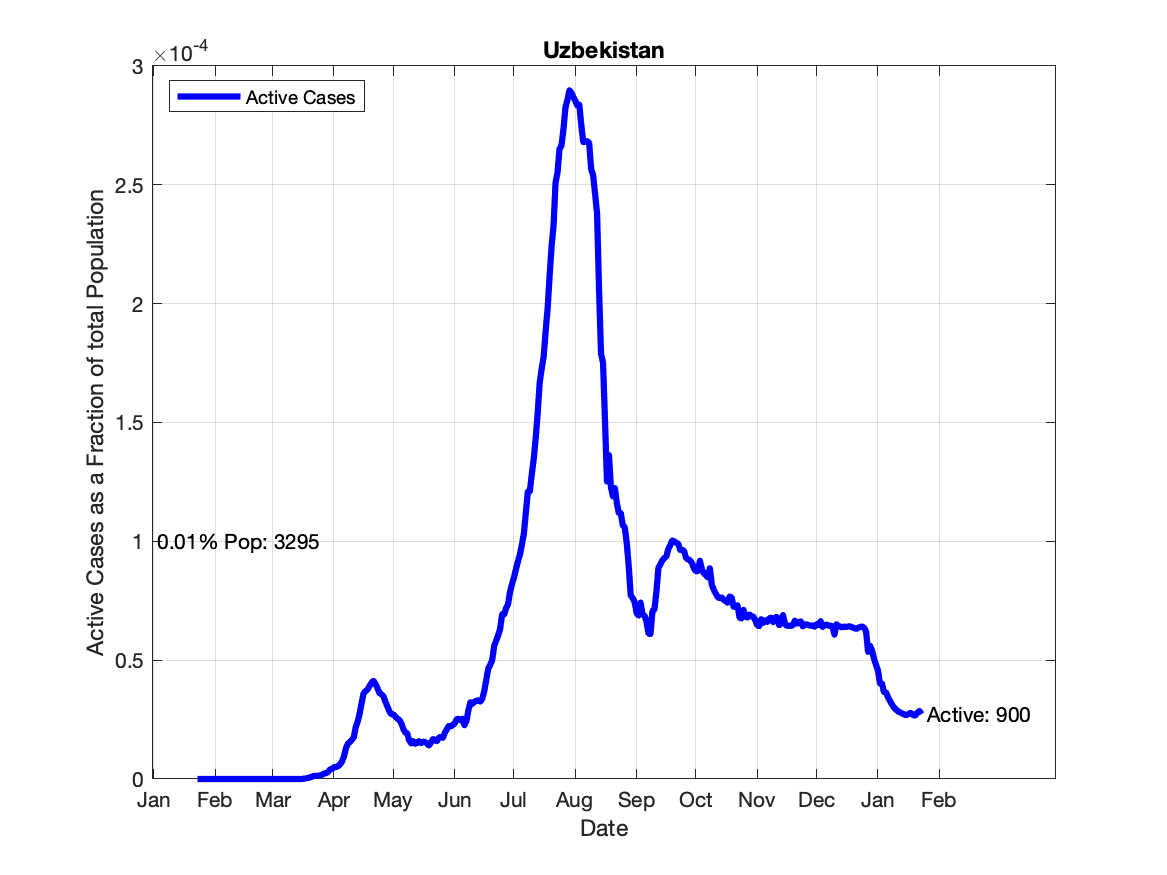 Uzbekistan
×10-4
Active Cases
3
2.5
2
1.5
1
0.5
0
0.01% Pop: 3295
Active: 900
Active Cases as a Fraction of total Population
Jan Feb Mar Apr May Jun Jul Aug Sep Oct Nov Dec Jan Feb
Date